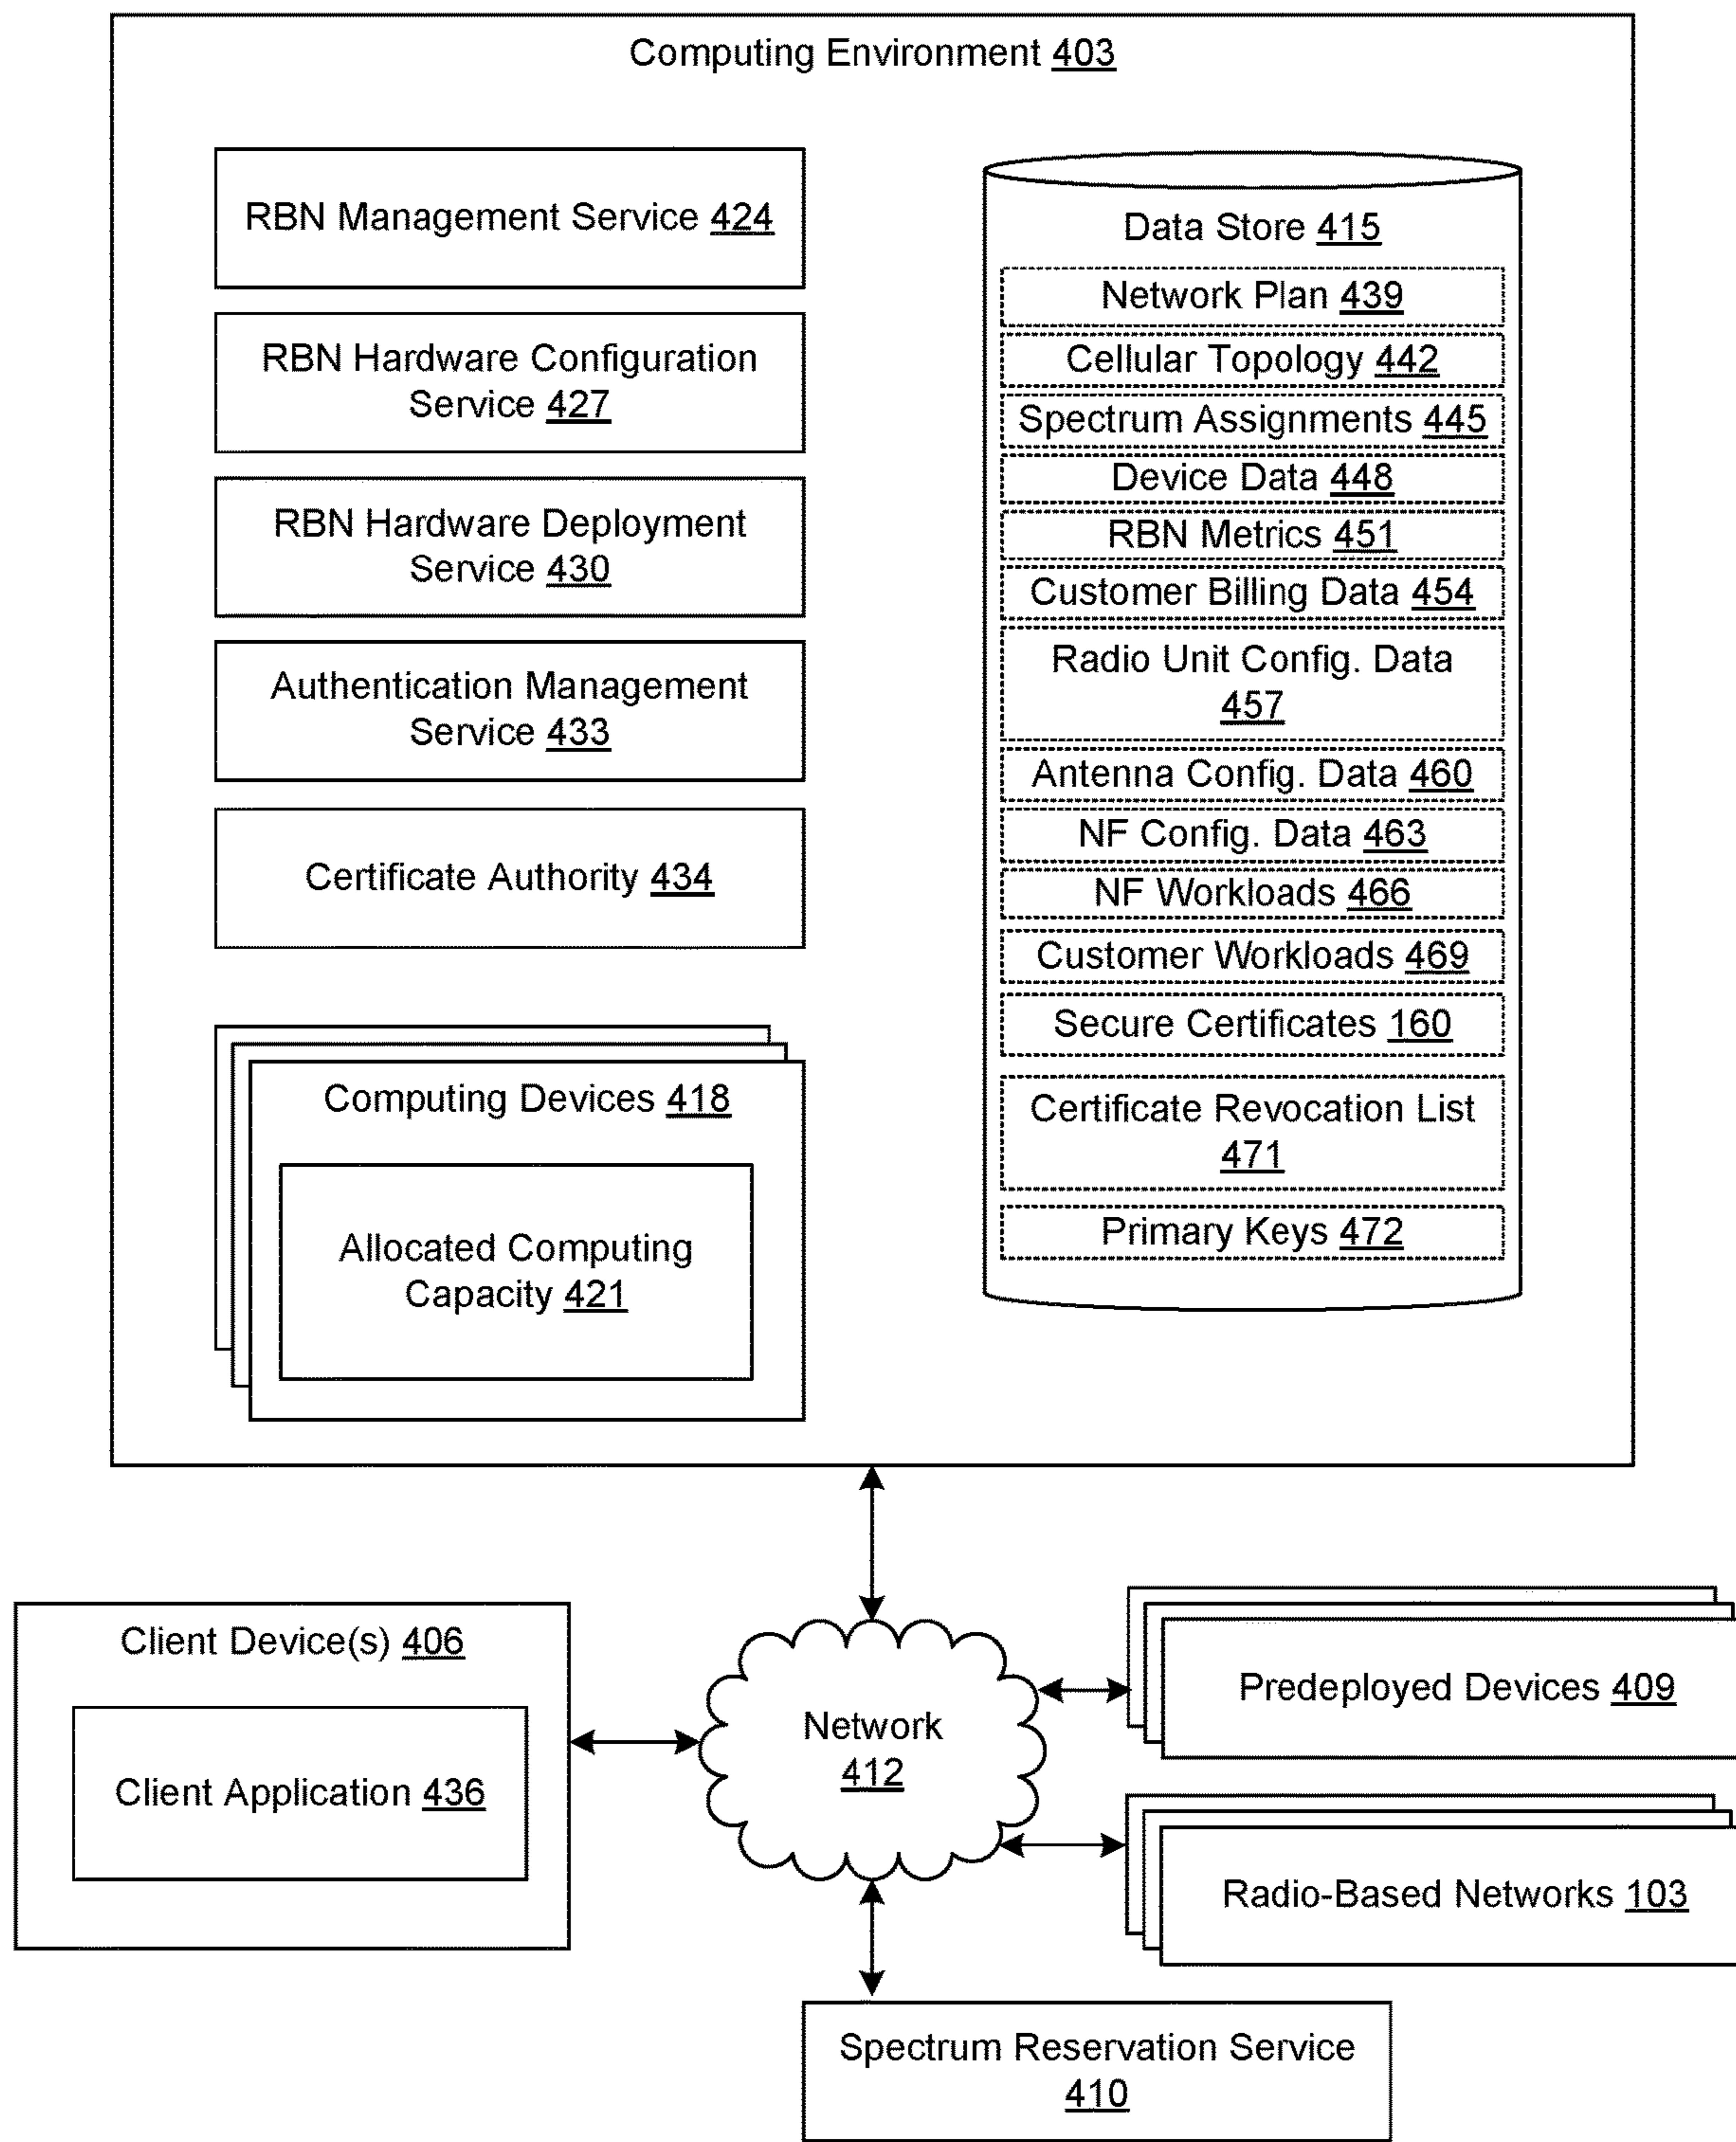 Computing Environment 403
RBN Management Service 424
RBN Hardware Configuration
Service 427
RBN Hardware Deployment
Service 430
Authentication Management
Service 433
Certificate Authority 434
Computing Devices 418
Allocated Computing
Capacity 421
Data Store 415
Network Plan 439
Cellular Topology 442
Spectrum Assignments 445
Device Data 448
RBN Metrics 451
Customer Billing Data 454
Radio Unit Config. Data
457
Antenna Config. Data 460
NF Config. Data 463
NF Workloads 466
Customer Workloads 469
Secure Certificates 160
Certificate Revocation List
471
Primary Keys 472
Client Device(s) 406
Client Application 436
Network
412
Predeployed Devices 409
Radio-Based Networks 103
Spectrum Reservation Service
410